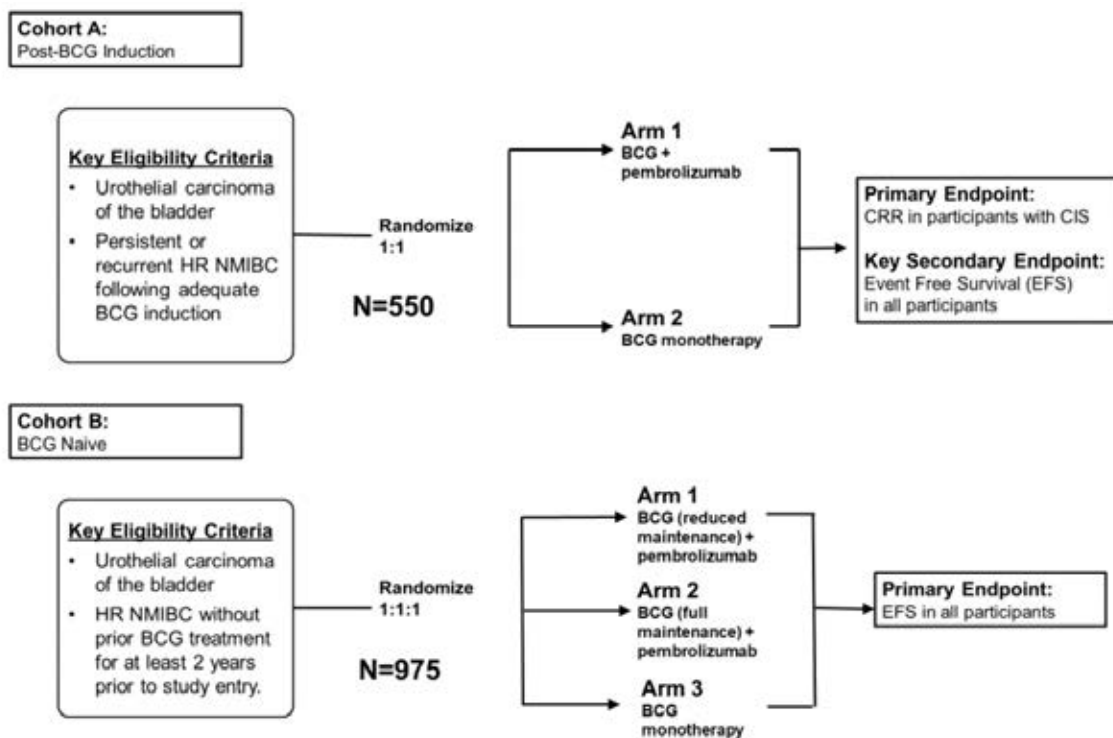 Cohort A:
Post-BCG Induction
Key Eligibility Criteria
• Urothelial carcinoma
of the bladder
• Persistent or
recurrent HR NMIBC
following adequate
BCG induction
Randomize
1:1
N=550
Arm 1
BCG +
pembrolizumab
Arm 2
BCG monotherapy
Primary Endpoint:
CRR in participants with CIS
Key Secondary Endpoint:
Event Free Survival (EFS)
in all participants
Cohort B:
BCG Naive
Key Eligibility Criteria
• Urothelial carcinoma
of the bladder
• HR NMIBC without
prior BCG treatment
for at least 2 years
prior to study entry.
Randomize
1:1:1
N=975
Arm 1
BCG (reduced
maintenance) +
pembrolizumab
Arm 2
BCG (full
maintenance) +
pembrolizumab
Arm 3
BCG
monotherapy
Primary Endpoint:
EFS in all participants